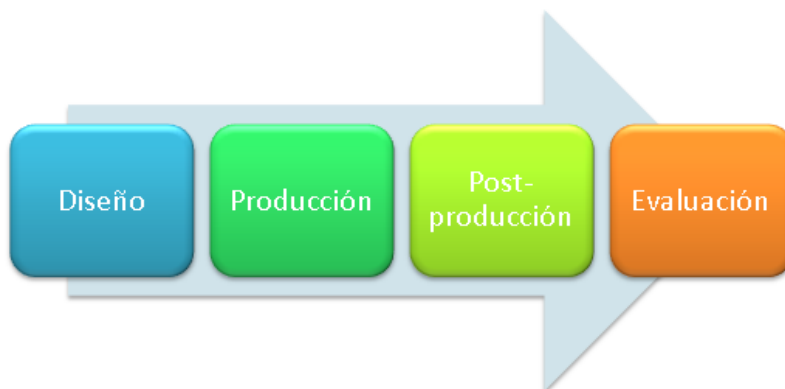 Diseño
Producción
Post-
producción
Evaluación